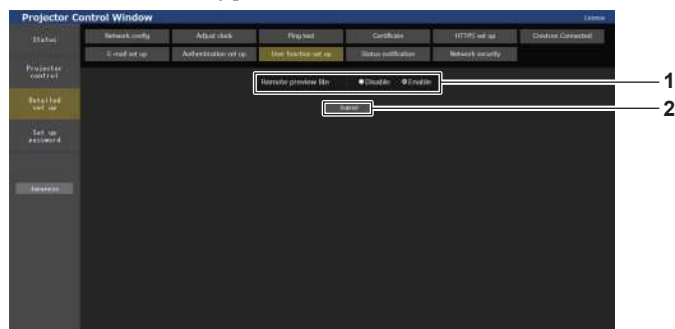 Projector Control Window
License
Status
Network config
Adjust clock
Ping test
Certificate
HTTPS set up
Crestron Connected
E-mail set up
Authentication set up
User function set up
Status notification
Network security
Projector
control
Remote preview lite
Disable
Enable
1
Submit
2
Detailed
set up
Set up
password
Japanese